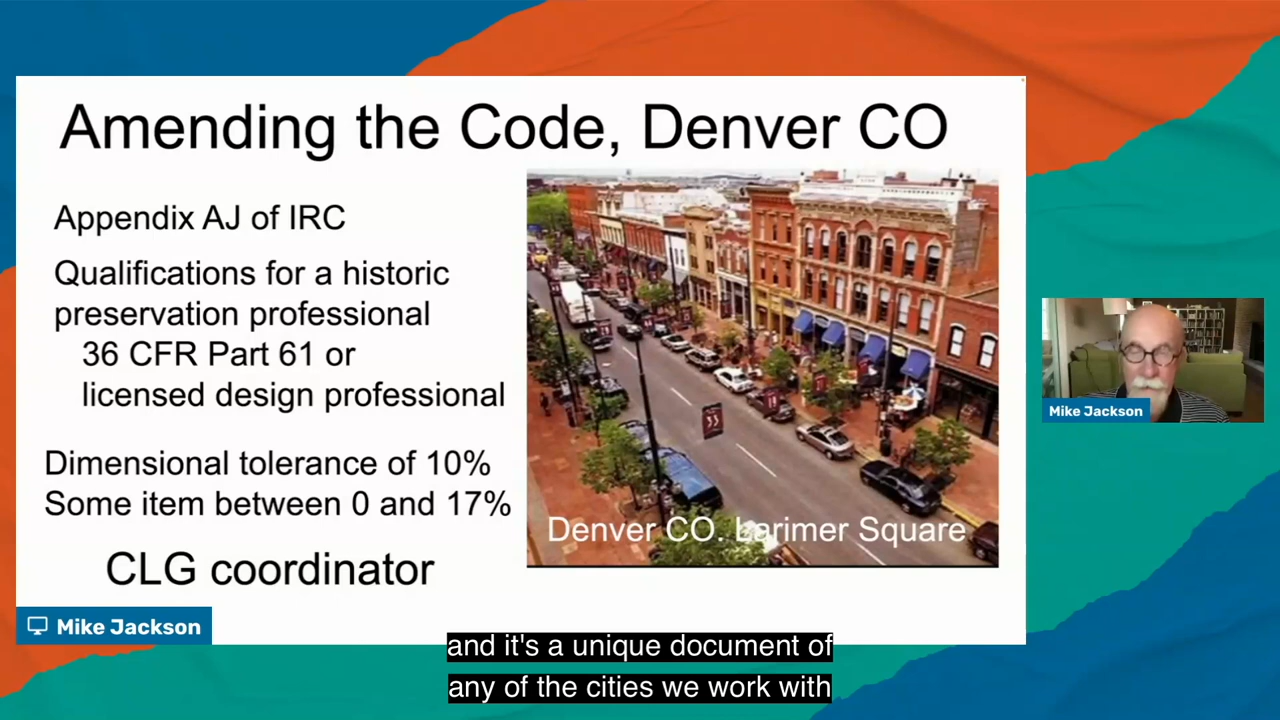 Amending the Code, Denver CO
Appendix AJ of IRC
Qualifications for a historic
preservation professional
36 CFR Part 61 or
licensed design professional
Dimensional tolerance of 10%
Some item between 0 and 17%
CLG coordinator
Denver CO. Larimer Square
Mike Jackson
Mike Jackson
and it's a unique document of
any of the cities we work with